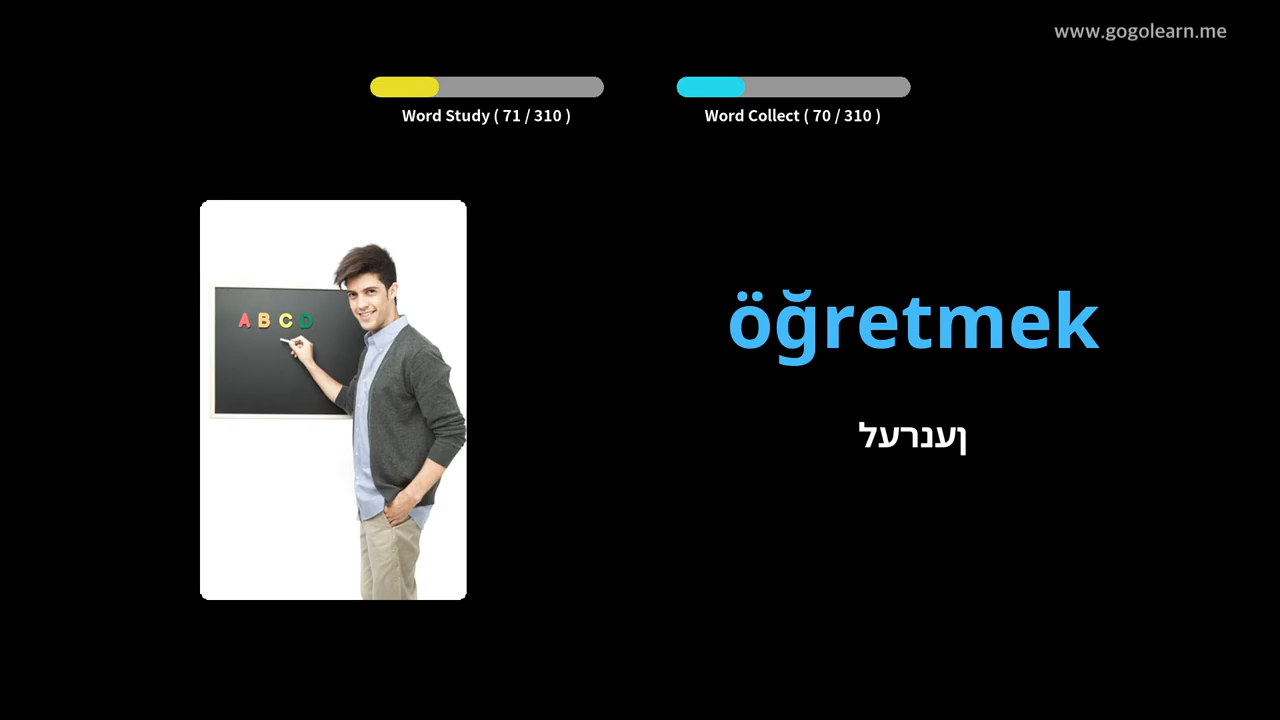 www.gogolearn.me
Word Study ( 71 / 310 )
Word Collect ( 70 / 310 )
A B C D
öğretmek
לערנען